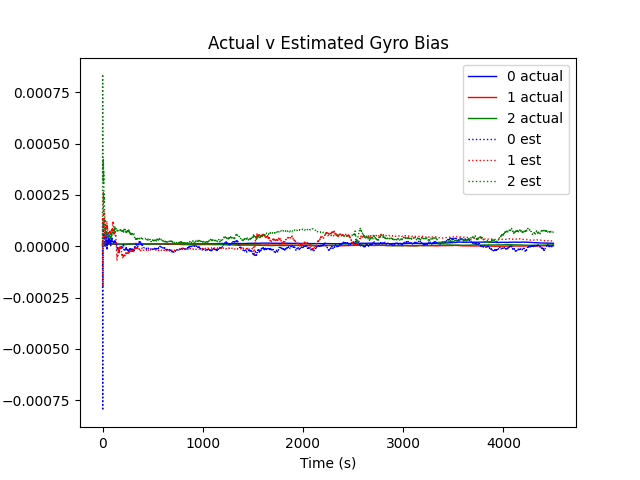 Actual v Estimated Gyro Bias
0.00075
0.00050
0.00025
0.00000
−0.00025
−0.00050
−0.00075
0 actual
1 actual
2 actual
0 est
1 est
2 est
0 1000 2000 3000 4000
Time (s)